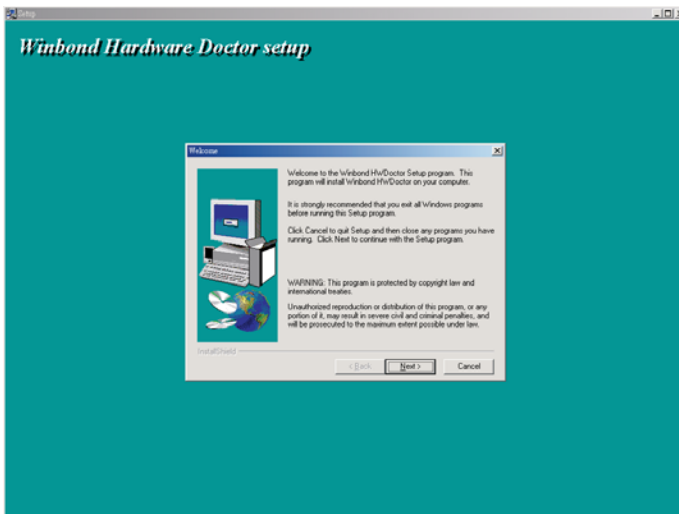 Setup
Winbond Hardware Doctor setup
Welcome
Welcome to the Winbond HWDoctor Setup program. This
program will install Winbond HWDoctor on your computer.
It is strongly recommended that you exit all Windows programs
before running this Setup program.
Click Cancel to quit Setup and then close any programs you have
running. Click Next to continue with the Setup program.
WARNING: This program is protected by copyright law and
international treaties.
Unauthorized reproduction or distribution of this program, or any
portion of it, may result in severe civil and criminal penalties, and
will be prosecuted to the maximum extent possible under law.
InstallShield
< Back Next > Cancel